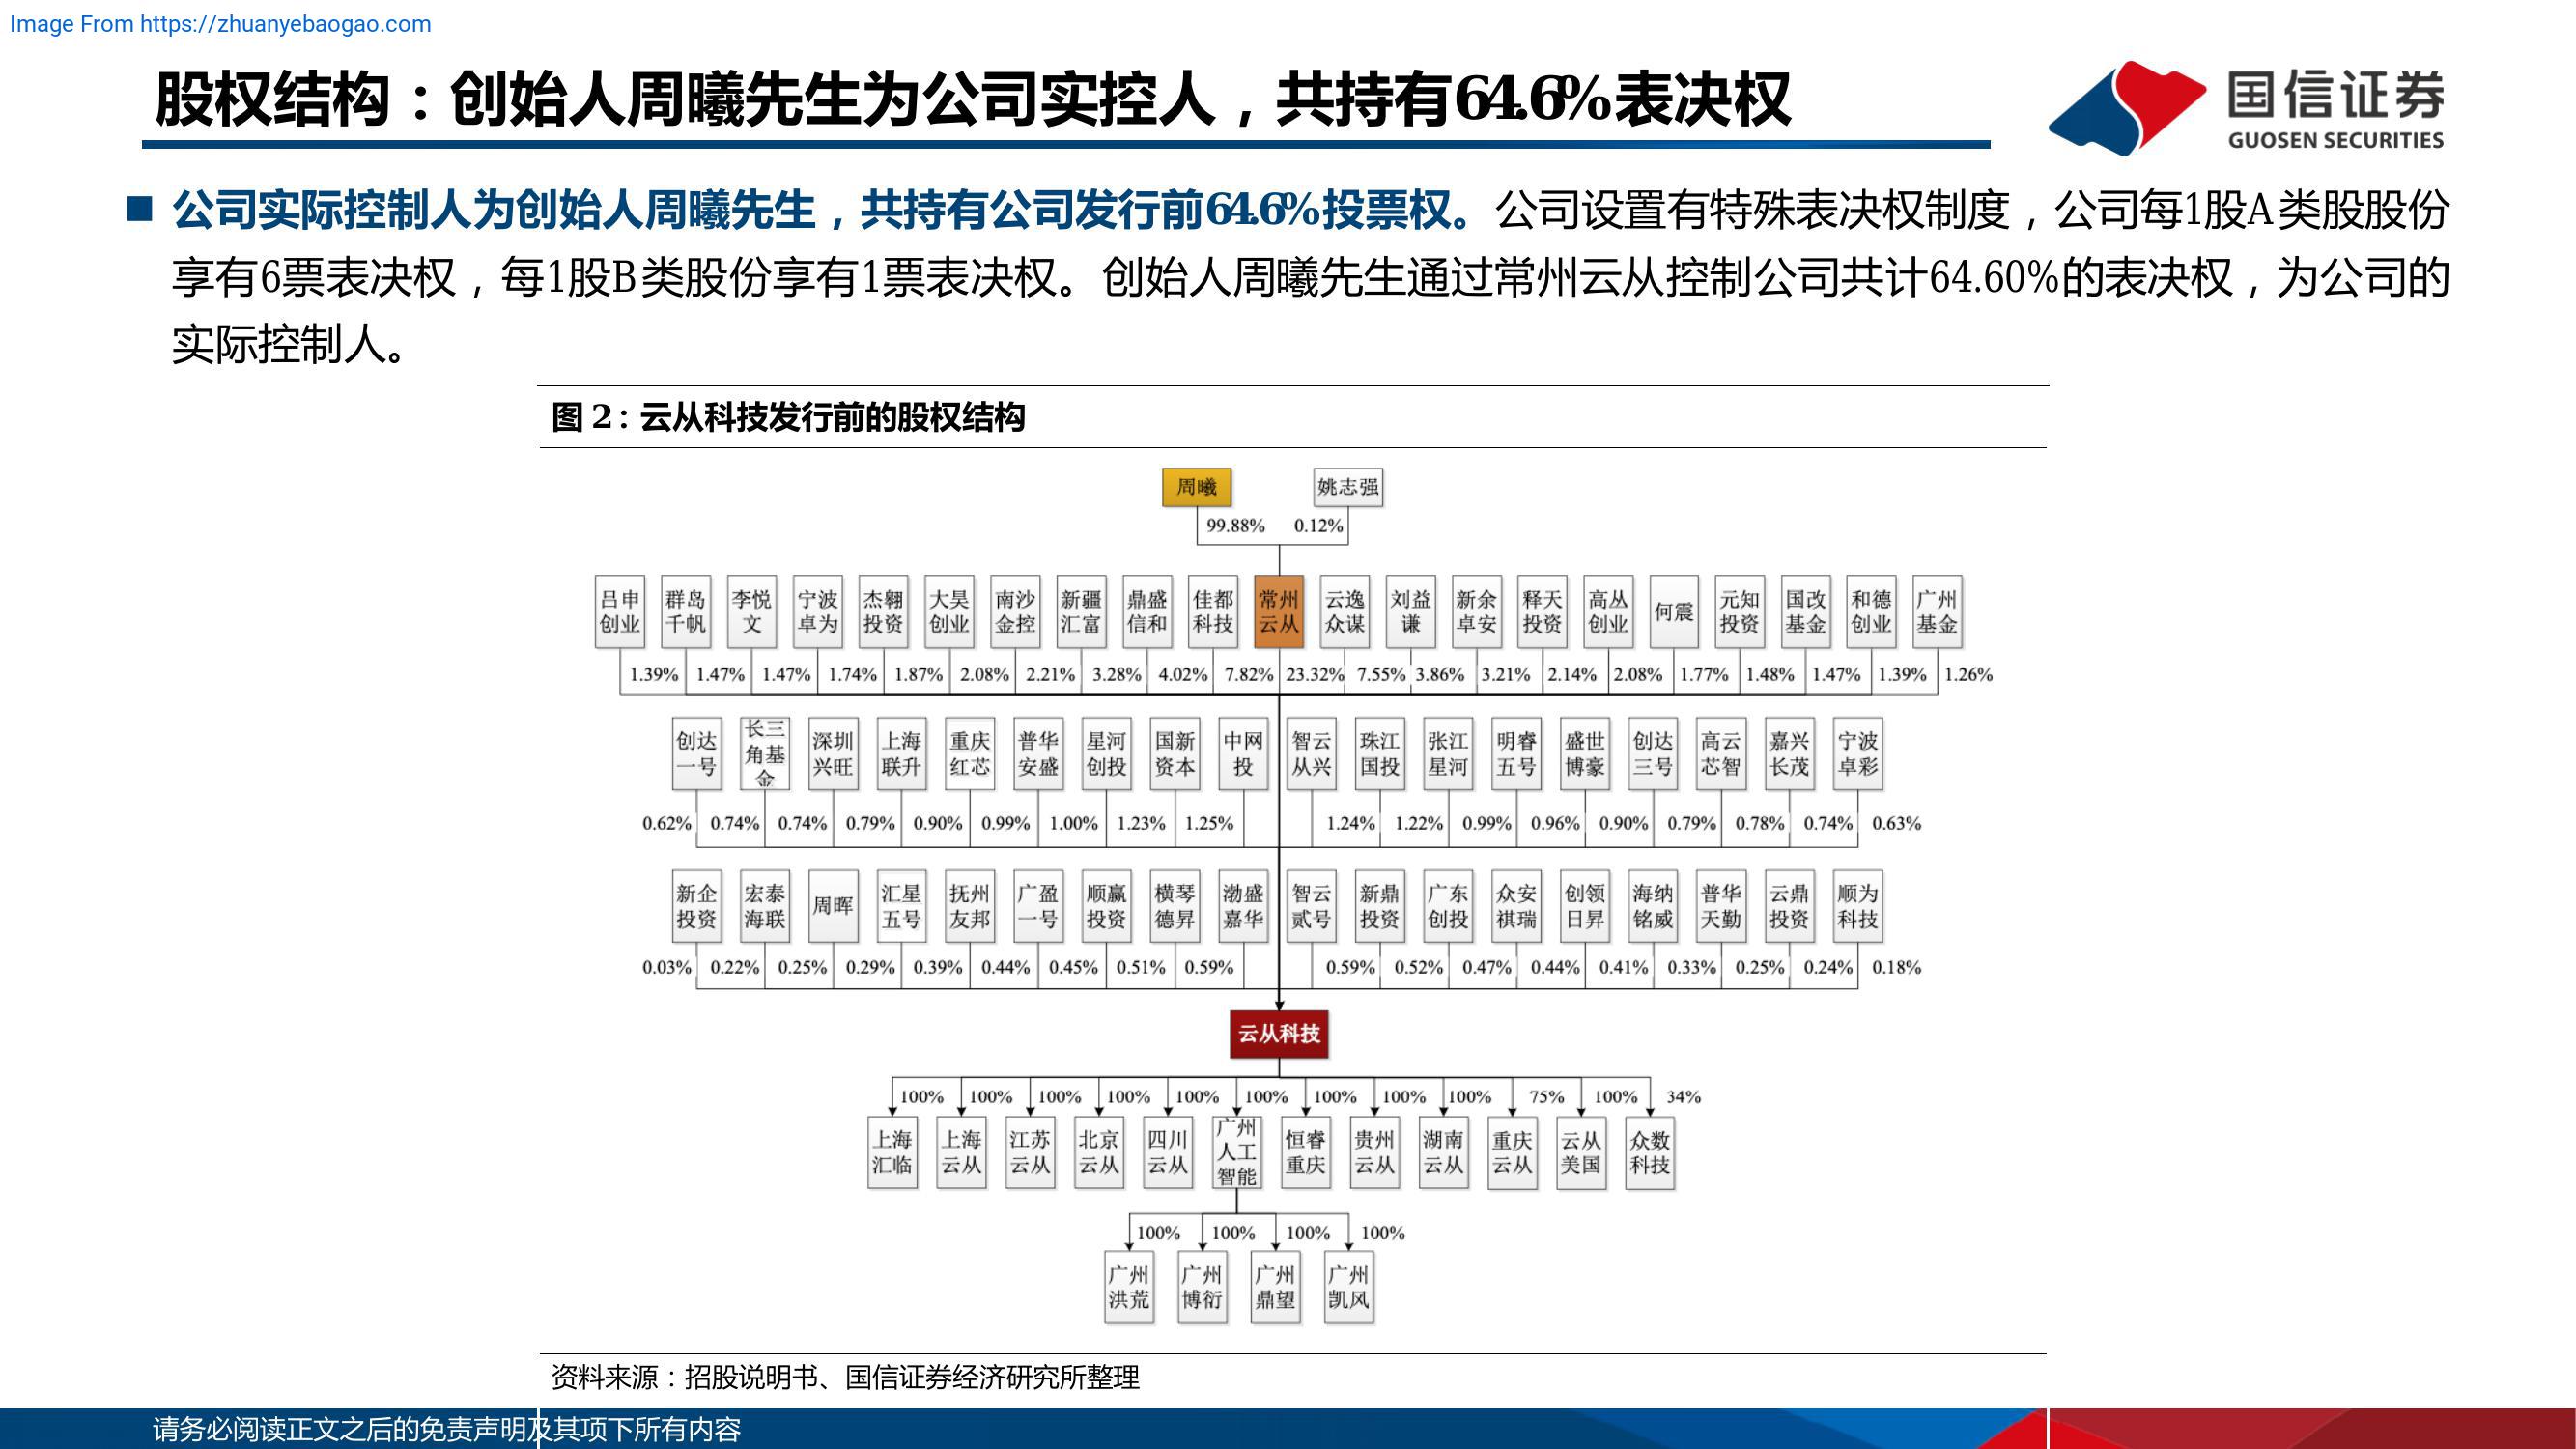 Image From https://zhuanyebaogao.com
股权结构：创始人周曦先生为公司实控人，共持有64.6%表决权
国信证券
GUOSEN SECURITIES
公司实际控制人为创始人周曦先生，共持有公司发行前64.6%投票权。公司设置有特殊表决权制度，公司每1股A类股股份
享有6票表决权，每1股B类股份享有1票表决权。创始人周曦先生通过常州云从控制公司共计64.60%的表决权，为公司的
实际控制人。
图 2：云从科技发行前的股权结构
周曦 姚志强
99.88% 0.12%
吕申创业 群岛千帆 李悦文 宁波卓为 杰翱投资 大昊创业 南沙金控 新疆汇富 鼎盛信和 佳都科技 常州云从 云逸众谋 刘益谦 新余卓安 释天投资 高丛创业 何震 元知投资 国改基金 和德创业 广州基金
1.39% 1.47% 1.47% 1.74% 1.87% 2.08% 2.21% 3.28% 4.02% 7.82% 23.32% 7.55% 3.86% 3.21% 2.14% 2.08% 1.77% 1.48% 1.47% 1.39% 1.26%
创达一号 长三角基金 深圳兴旺 上海联升 重庆红芯 普华安盛 星河创投 国新资本 中网投 智云从兴 珠江国投 张江星河 明睿五号 盛世博豪 创达三号 高云芯智 嘉兴长茂 宁波卓彩
0.62% 0.74% 0.74% 0.79% 0.90% 0.99% 1.00% 1.23% 1.25% 1.24% 1.22% 0.99% 0.96% 0.90% 0.79% 0.78% 0.74% 0.63%
新企投资 宏泰海联 周晖 汇星五号 抚州友邦 广盈一号 顺赢投资 横琴德昇 渤盛嘉华 智云贰号 新鼎投资 广东创投 众安祺瑞 创领日昇 海纳铭威 普华天勤 云鼎投资 顺为科技
0.03% 0.22% 0.25% 0.29% 0.39% 0.44% 0.45% 0.51% 0.59% 0.59% 0.52% 0.47% 0.44% 0.41% 0.33% 0.25% 0.24% 0.18%
云从科技
100% 100% 100% 100% 100% 100% 100% 100% 100% 75% 100% 34%
上海汇临 上海云从 江苏云从 北京云从 四川云从 广州人工智能 恒睿重庆 贵州云从 湖南云从 重庆云从 云从美国 众数科技
100% 100% 100% 100%
广州洪荒 广州博衍 广州鼎望 广州凯风
资料来源：招股说明书、国信证券经济研究所整理
请务必阅读正文之后的免责声明及其项下所有内容